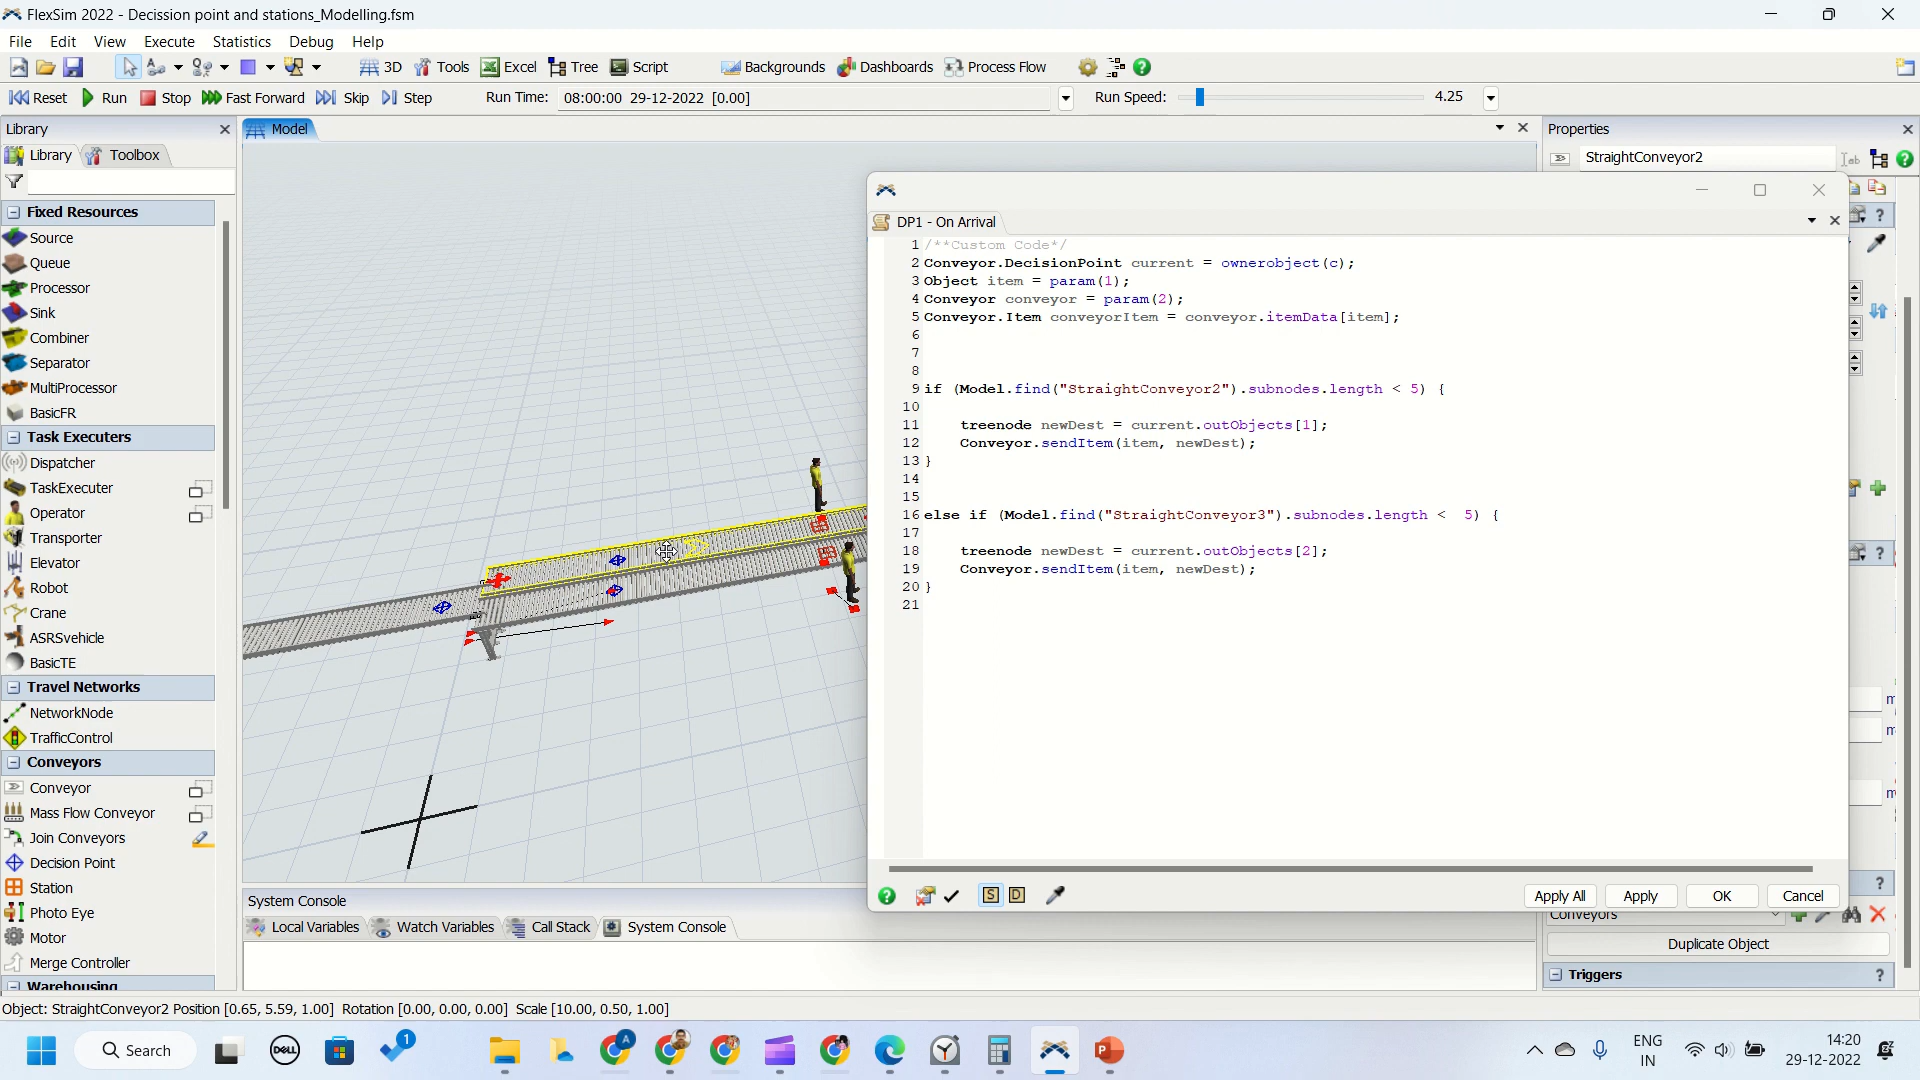 FlexSim 2022 - Decission point and stations_Modelling.fsm
File Edit View Execute Statistics Debug Help
3D Tools Excel Tree Script Backgrounds Dashboards Process Flow
Reset Run Stop Fast Forward Skip Step Run Time: 08:00:00 29-12-2022 [0.00] Run Speed: 4.25
Library
Library Toolbox
Fixed Resources
Source
Queue
Processor
Sink
Combiner
Separator
MultiProcessor
BasicFR
Task Executers
Dispatcher
TaskExecuter
Operator
Transporter
Elevator
Robot
Crane
ASRSvehicle
BasicTE
Travel Networks
NetworkNode
TrafficControl
Conveyors
Conveyor
Mass Flow Conveyor
Join Conveyors
Decision Point
Station
Photo Eye
Motor
Merge Controller
Warehousing
Model
DP1 - On Arrival
1 /**Custom Code*/
2 Conveyor.DecisionPoint current = ownerobject(c);
3 Object item = param(1);
4 Conveyor conveyor = param(2);
5 Conveyor.Item conveyorItem = conveyor.itemData[item];
6
7
8
9 if (Model.find("StraightConveyor2").subnodes.length < 5) {
10
11 treenode newDest = current.outObjects[1];
12 Conveyor.sendItem(item, newDest);
13 }
14
15
16 else if (Model.find("StraightConveyor3").subnodes.length < 5) {
17
18 treenode newDest = current.outObjects[2];
19 Conveyor.sendItem(item, newDest);
20 }
21
S D
Apply All Apply OK Cancel
System Console
Local Variables Watch Variables Call Stack System Console
Properties
StraightConveyor2
Conveyors
Duplicate Object
Triggers
Object: StraightConveyor2 Position [0.65, 5.59, 1.00] Rotation [0.00, 0.00, 0.00] Scale [10.00, 0.50, 1.00]
Search
DELL
1
A
ENG
IN
14:20
29-12-2022